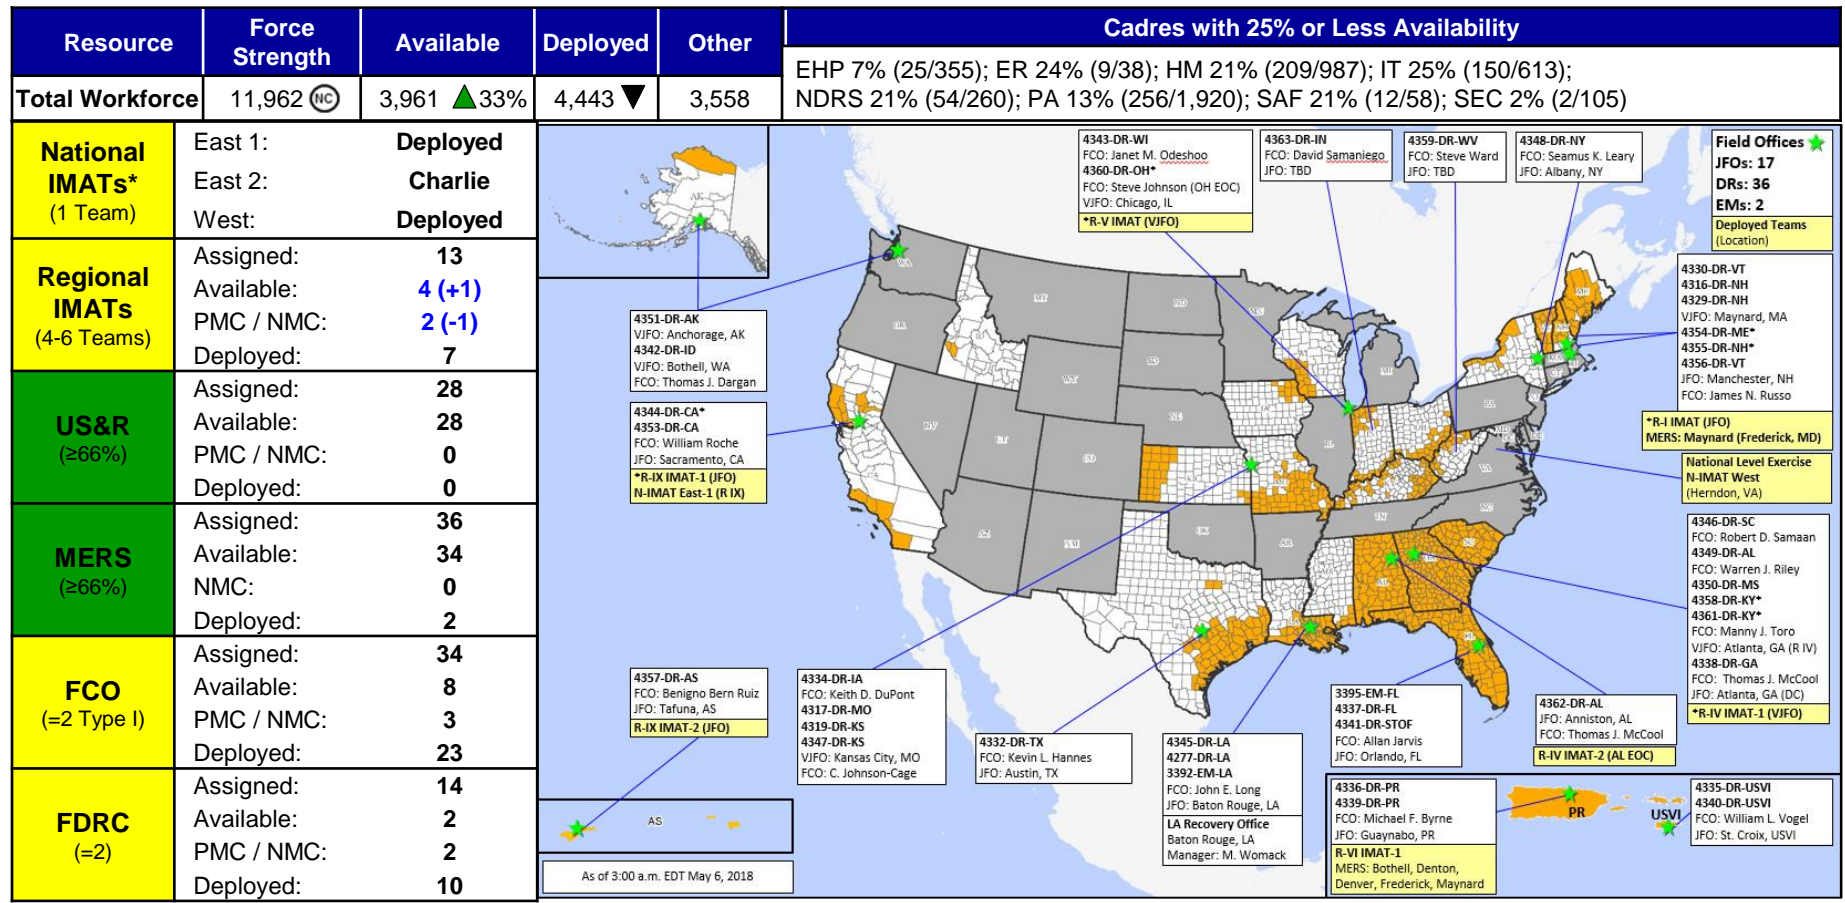 Resource
Force
Strength
Available
Deployed
Other
Cadres with 25% or Less Availability
Total Workforce
11,962 NC
3,961 33%
4,443
3,558
EHP 7% (25/355); ER 24% (9/38); HM 21% (209/987); IT 25% (150/613);
NDRS 21% (54/260); PA 13% (256/1,920); SAF 21% (12/58); SEC 2% (2/105)
National
IMATs*
(1 Team)
East 1: Deployed
East 2: Charlie
West: Deployed
Regional
IMATs
(4-6 Teams)
Assigned: 13
Available: 4 (+1)
PMC / NMC: 2 (-1)
Deployed: 7
US&R
(≥66%)
Assigned: 28
Available: 28
PMC / NMC: 0
Deployed: 0
MERS
(≥66%)
Assigned: 36
Available: 34
NMC: 0
Deployed: 2
FCO
(=2 Type I)
Assigned: 34
Available: 8
PMC / NMC: 3
Deployed: 23
FDRC
(=2)
Assigned: 14
Available: 2
PMC / NMC: 2
Deployed: 10
4343-DR-WI
FCO: Janet M. Odeshoo
4360-DR-OH*
FCO: Steve Johnson (OH EOC)
VJFO: Chicago, IL
*R-V IMAT (VJFO)
4363-DR-IN
FCO: David Samaniego
JFO: TBD
4359-DR-WV
FCO: Steve Ward
JFO: TBD
4348-DR-NY
FCO: Seamus K. Leary
JFO: Albany, NY
Field Offices
JFOs: 17
DRs: 36
EMs: 2
Deployed Teams
(Location)
4330-DR-VT
4316-DR-NH
4329-DR-NH
VJFO: Maynard, MA
4354-DR-ME*
4355-DR-NH*
4356-DR-VT
JFO: Manchester, NH
FCO: James N. Russo
*R-I IMAT (JFO)
MERS: Maynard (Frederick, MD)
National Level Exercise
N-IMAT West
(Herndon, VA)
4346-DR-SC
FCO: Robert D. Samaan
4349-DR-AL
FCO: Warren J. Riley
4350-DR-MS
4358-DR-KY*
4361-DR-KY*
FCO: Manny J. Toro
VJFO: Atlanta, GA (R IV)
4338-DR-GA
FCO: Thomas J. McCool
JFO: Atlanta, GA (DC)
*R-IV IMAT-1 (VJFO)
4351-DR-AK
VJFO: Anchorage, AK
4342-DR-ID
VJFO: Bothell, WA
FCO: Thomas J. Dargan
4344-DR-CA*
4353-DR-CA
FCO: William Roche
JFO: Sacramento, CA
*R-IX IMAT-1 (JFO)
N-IMAT East-1 (R IX)
4357-DR-AS
FCO: Benigno Bern Ruiz
JFO: Tafuna, AS
R-IX IMAT-2 (JFO)
4334-DR-IA
FCO: Keith D. DuPont
4317-DR-MO
4319-DR-KS
4347-DR-KS
VJFO: Kansas City, MO
FCO: C. Johnson-Cage
4332-DR-TX
FCO: Kevin L. Hannes
JFO: Austin, TX
4345-DR-LA
4277-DR-LA
3392-EM-LA
FCO: John E. Long
JFO: Baton Rouge, LA
LA Recovery Office
Baton Rouge, LA
Manager: M. Womack
3395-EM-FL
4337-DR-FL
4341-DR-STOF
FCO: Allan Jarvis
JFO: Orlando, FL
4362-DR-AL
JFO: Anniston, AL
FCO: Thomas J. McCool
R-IV IMAT-2 (AL EOC)
4336-DR-PR
4339-DR-PR
FCO: Michael F. Byrne
JFO: Guaynabo, PR
R-VI IMAT-1
MERS: Bothell, Denton,
Denver, Frederick, Maynard
PR
USVI
4335-DR-USVI
4340-DR-USVI
FCO: William L. Vogel
JFO: St. Croix, USVI
AS
As of 3:00 a.m. EDT May 6, 2018
AK
WA
MT
ND
SD
WY
NE
NV
UT
CO
AZ
NM
OK
AR
TN
NC
VA
PA
MI
IL
AL